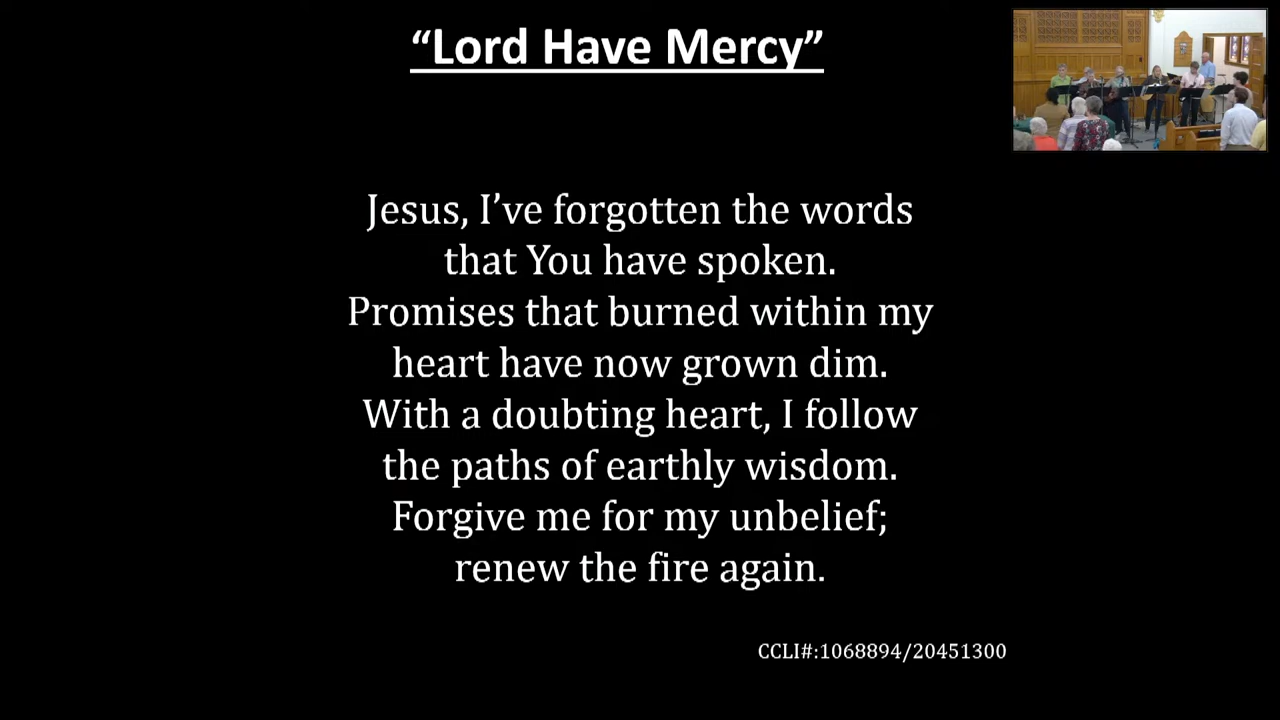 “Lord Have Mercy”
Jesus, I’ve forgotten the words
that You have spoken.
Promises that burned within my
heart have now grown dim.
With a doubting heart, I follow
the paths of earthly wisdom.
Forgive me for my unbelief;
renew the fire again.
CCLI#:1068894/20451300